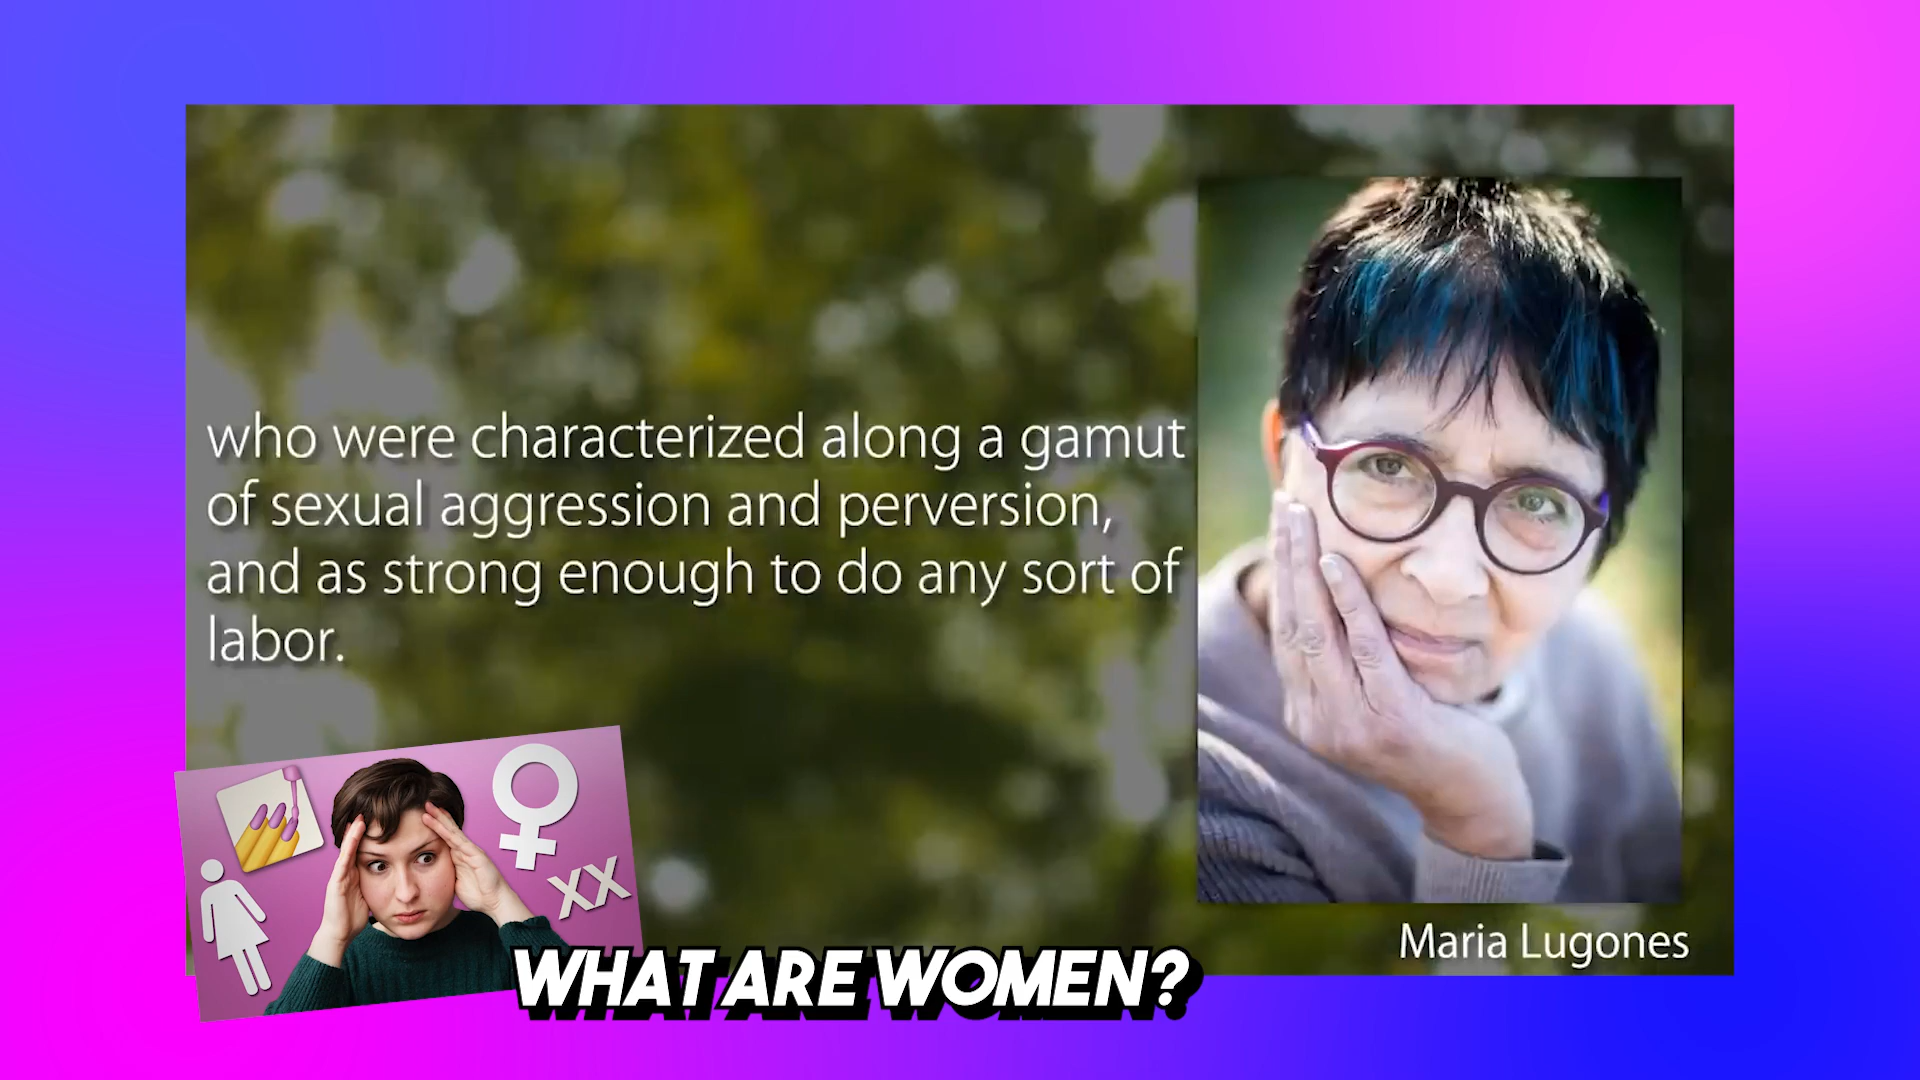 who were characterized along a gamut
of sexual aggression and perversion,
and as strong enough to do any sort of
labor.
XX
WHAT ARE WOMEN?
Maria Lugones